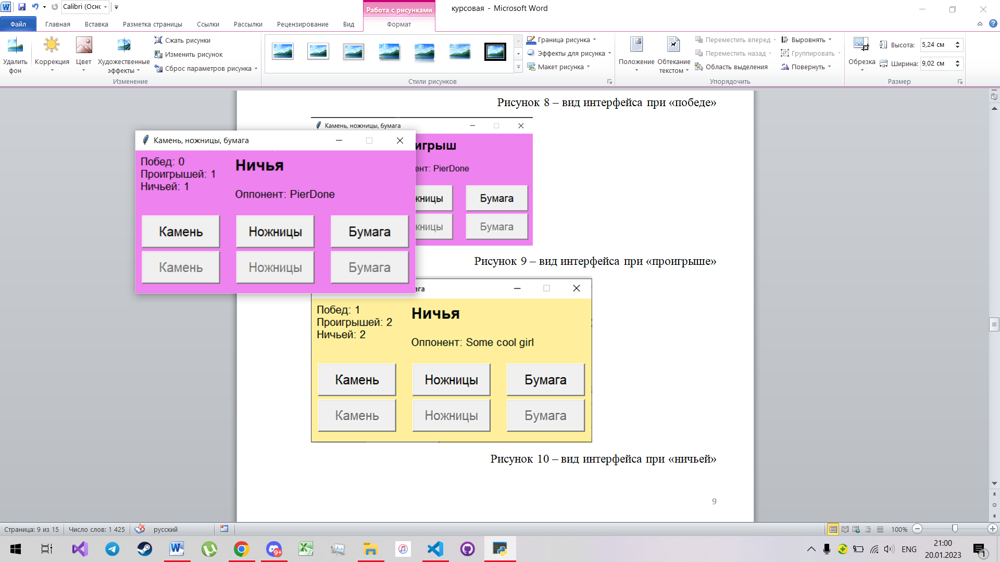 Calibri (Осно
Работа с рисунками
курсовая - Microsoft Word
Файл
Главная
Вставка
Разметка страницы
Ссылки
Рассылки
Рецензирование
Вид
Формат
Удалить фон
Коррекция
Цвет
Художественные эффекты
Сжать рисунки
Изменить рисунок
Сброс параметров рисунка
Изменение
Стили рисунков
Граница рисунка
Эффекты для рисунка
Макет рисунка
Положение
Обтекание текстом
Переместить вперед
Переместить назад
Область выделения
Выровнять
Группировать
Повернуть
Упорядочить
Обрезка
Высота: 5,24 см
Ширина: 9,02 см
Размер
Рисунок 8 – вид интерфейса при «победе»
Камень, ножницы, бумага
игрыш
ент: PierDone
жницы
Бумага
жницы
Бумага
Камень, ножницы, бумага
Побед: 0
Проигрышей: 1
Ничьей: 1
Ничья
Оппонент: PierDone
Камень
Ножницы
Бумага
Камень
Ножницы
Бумага
Рисунок 9 – вид интерфейса при «проигрыше»
ага
Побед: 1
Проигрышей: 2
Ничьей: 2
Ничья
Оппонент: Some cool girl
Камень
Ножницы
Бумага
Камень
Ножницы
Бумага
Рисунок 10 – вид интерфейса при «ничьей»
9
Страница: 9 из 15
Число слов: 1 425
русский
100%
9+
ENG
21:00
20.01.2023
1